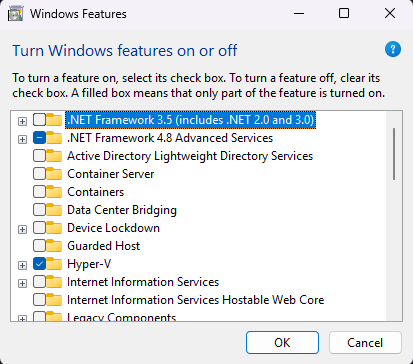 Windows Features
Turn Windows features on or off
?
To turn a feature on, select its check box. To turn a feature off, clear its
check box. A filled box means that only part of the feature is turned on.
.NET Framework 3.5 (includes .NET 2.0 and 3.0)
.NET Framework 4.8 Advanced Services
Active Directory Lightweight Directory Services
Container Server
Containers
Data Center Bridging
Device Lockdown
Guarded Host
Hyper-V
Internet Information Services
Internet Information Services Hostable Web Core
Legacy Components
OK
Cancel